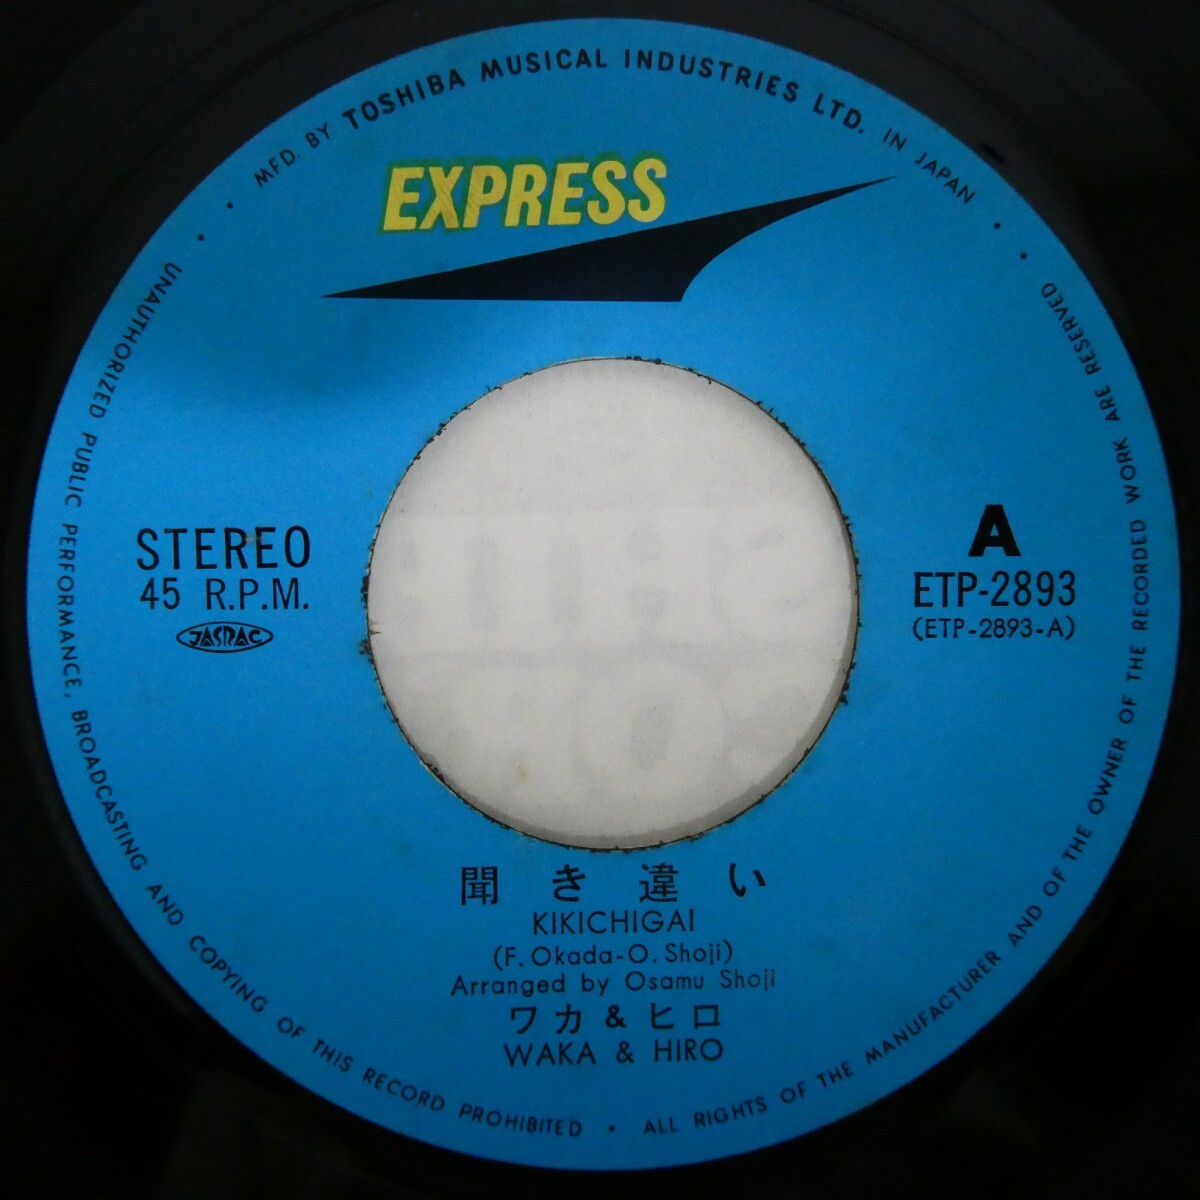 MFD. BY TOSHIBA MUSICAL INDUSTRIES LTD. IN JAPAN
EXPRESS
STEREO
45 R.P.M.
JASRAC
A
ETP-2893
(ETP-2893-A)
聞き違い
KIKICHIGAI
(F. Okada-O. Shoji)
Arranged by Osamu Shoji
ワカ & ヒロ
WAKA & HIRO
• UNAUTHORIZED PUBLIC PERFORMANCE, BROADCASTING AND COPYING OF THIS RECORD PROHIBITED • ALL RIGHTS OF THE MANUFACTURER AND OF THE OWNER OF THE RECORDED WORK ARE RESERVED •